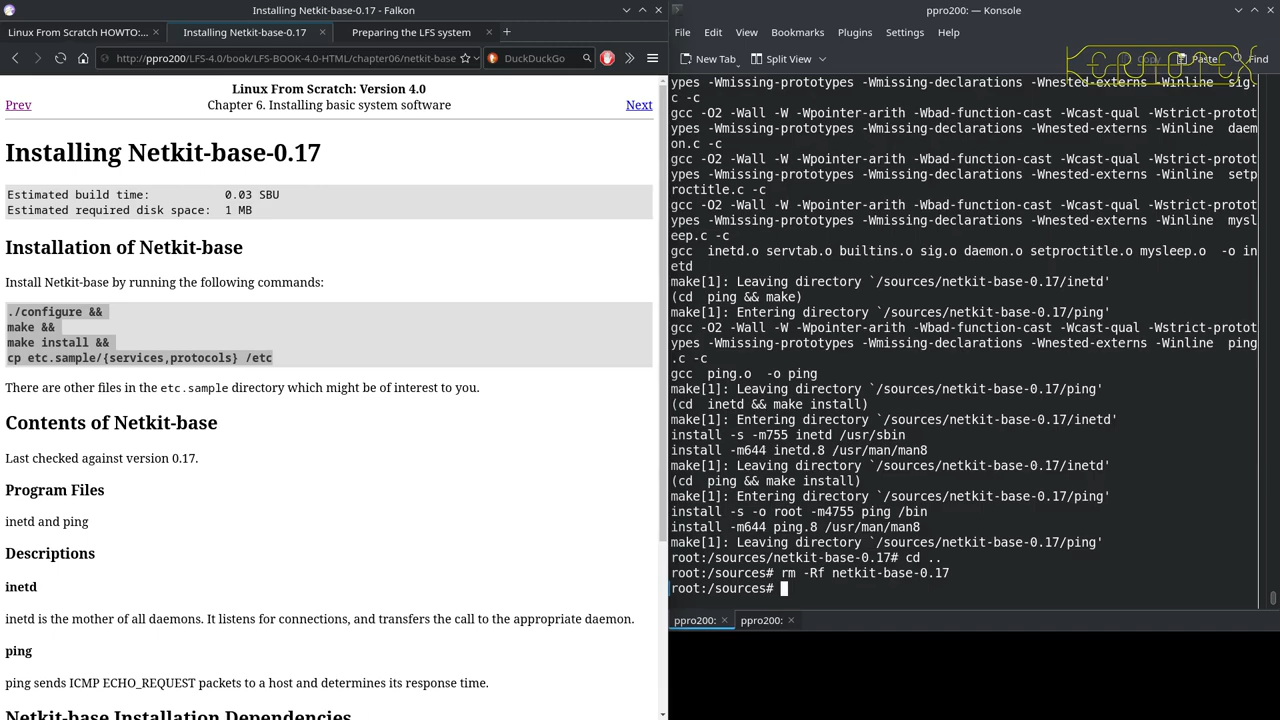 Installing Netkit-base-0.17 - Falkon
Linux From Scratch HOWTO:...
Installing Netkit-base-0.17
Preparing the LFS system
http://ppro200/LFS-4.0/book/LFS-BOOK-4.0-HTML/chapter06/netkit-base
DuckDuckGo
Linux From Scratch: Version 4.0
Prev
Chapter 6. Installing basic system software
Next
Installing Netkit-base-0.17
Estimated build time: 0.03 SBU
Estimated required disk space: 1 MB
Installation of Netkit-base
Install Netkit-base by running the following commands:
./configure &&
make &&
make install &&
cp etc.sample/{services,protocols} /etc
There are other files in the etc.sample directory which might be of interest to you.
Contents of Netkit-base
Last checked against version 0.17.
Program Files
inetd and ping
Descriptions
inetd
inetd is the mother of all daemons. It listens for connections, and transfers the call to the appropriate daemon.
ping
ping sends ICMP ECHO_REQUEST packets to a host and determines its response time.
Netkit-base Installation Dependencies
ppro200: — Konsole
File Edit View Bookmarks Plugins Settings Help
New Tab Split View Copy Paste Find
ypes -Wmissing-prototypes -Wmissing-declarations -Wnested-externs -Winline sig.
c -c
gcc -O2 -Wall -W -Wpointer-arith -Wbad-function-cast -Wcast-qual -Wstrict-protot
ypes -Wmissing-prototypes -Wmissing-declarations -Wnested-externs -Winline daem
on.c -c
gcc -O2 -Wall -W -Wpointer-arith -Wbad-function-cast -Wcast-qual -Wstrict-protot
ypes -Wmissing-prototypes -Wmissing-declarations -Wnested-externs -Winline setp
roctitle.c -c
gcc -O2 -Wall -W -Wpointer-arith -Wbad-function-cast -Wcast-qual -Wstrict-protot
ypes -Wmissing-prototypes -Wmissing-declarations -Wnested-externs -Winline mysl
eep.c -c
gcc inetd.o servtab.o builtins.o sig.o daemon.o setproctitle.o mysleep.o -o in
etd
make[1]: Leaving directory `/sources/netkit-base-0.17/inetd'
(cd ping && make)
make[1]: Entering directory `/sources/netkit-base-0.17/ping'
gcc -O2 -Wall -W -Wpointer-arith -Wbad-function-cast -Wcast-qual -Wstrict-protot
ypes -Wmissing-prototypes -Wmissing-declarations -Wnested-externs -Winline ping
.c -c
gcc ping.o -o ping
make[1]: Leaving directory `/sources/netkit-base-0.17/ping'
(cd inetd && make install)
make[1]: Entering directory `/sources/netkit-base-0.17/inetd'
install -s -m755 inetd /usr/sbin
install -m644 inetd.8 /usr/man/man8
make[1]: Leaving directory `/sources/netkit-base-0.17/inetd'
(cd ping && make install)
make[1]: Entering directory `/sources/netkit-base-0.17/ping'
install -s -o root -m4755 ping /bin
install -m644 ping.8 /usr/man/man8
make[1]: Leaving directory `/sources/netkit-base-0.17/ping'
root:/sources/netkit-base-0.17# cd ..
root:/sources# rm -Rf netkit-base-0.17
root:/sources#
ppro200: ppro200: